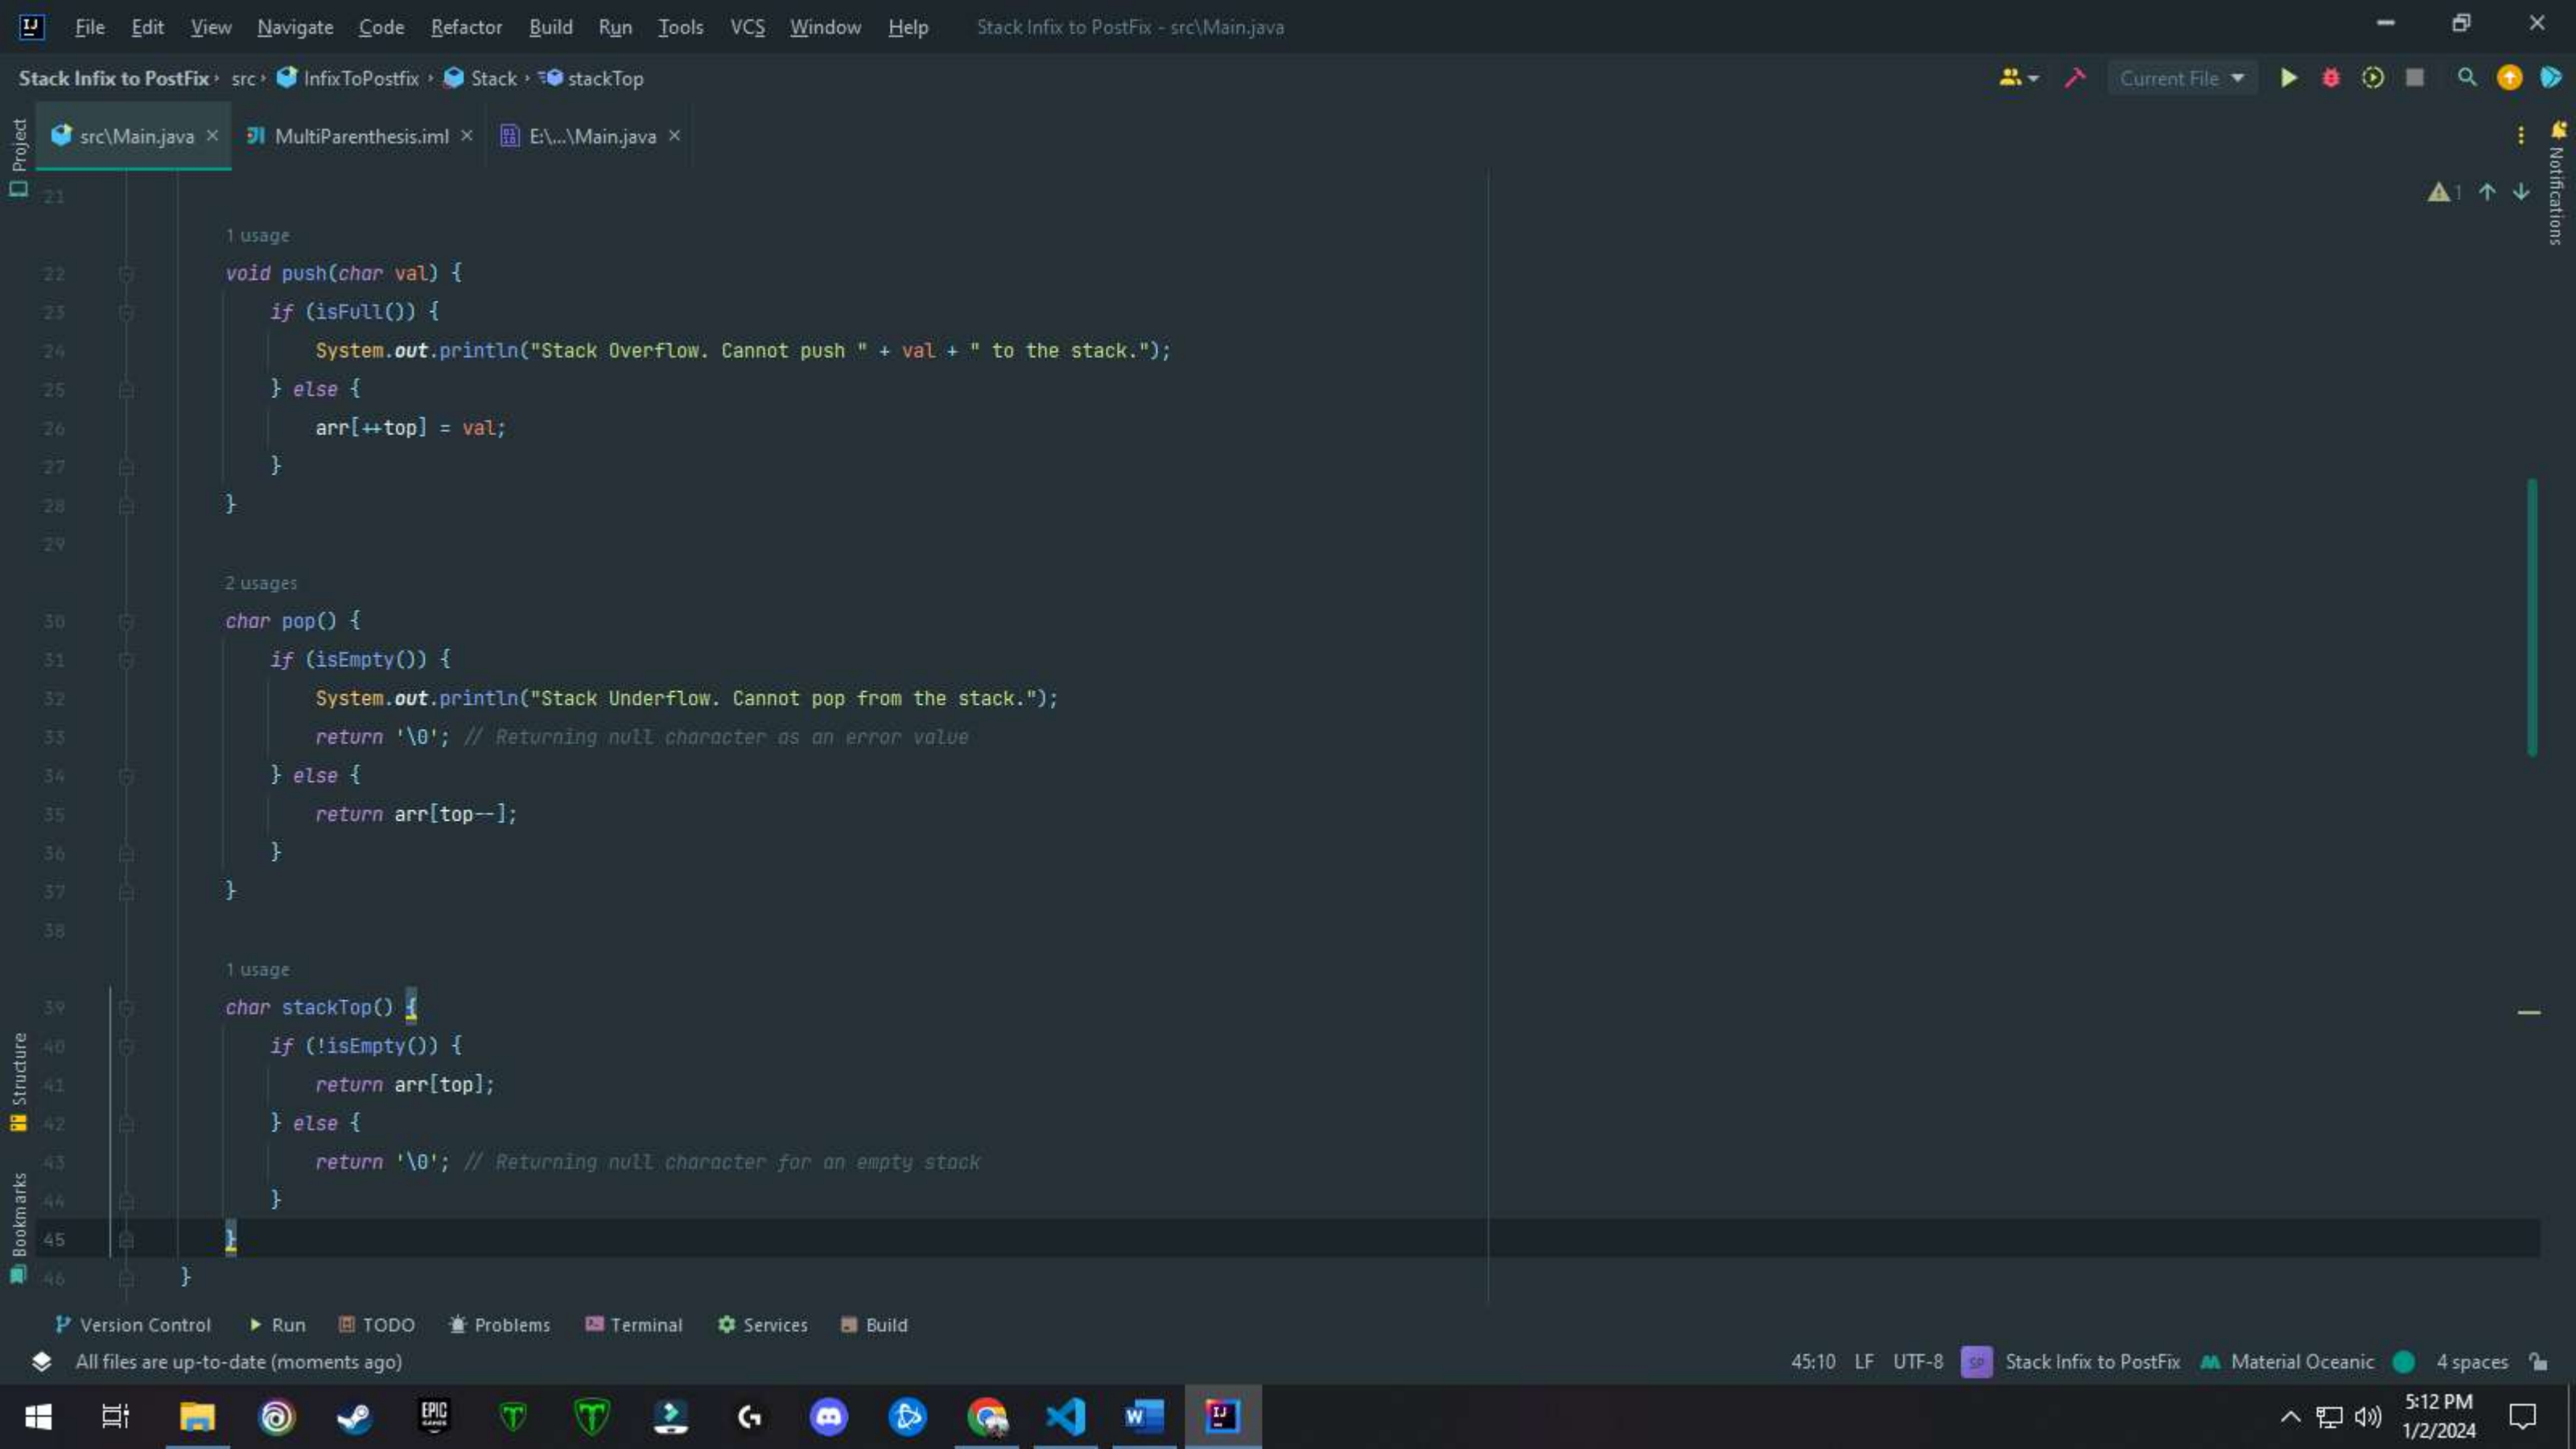 File Edit View Navigate Code Refactor Build Run Tools VCS Window Help Stack Infix to PostFix - src\Main.java
Stack Infix to PostFix › src › InfixToPostfix › Stack › stackTop Current File
Project src\Main.java × MultiParenthesis.iml × E:\...\Main.java × Notifications
21 1
1 usage
22 void push(char val) {
23 if (isFull()) {
24 System.out.println("Stack Overflow. Cannot push " + val + " to the stack.");
25 } else {
26 arr[++top] = val;
27 }
28 }
29
2 usages
30 char pop() {
31 if (isEmpty()) {
32 System.out.println("Stack Underflow. Cannot pop from the stack.");
33 return '\0'; // Returning null character as an error value
34 } else {
35 return arr[top--];
36 }
37 }
38
1 usage
39 char stackTop() {
40 if (!isEmpty()) {
41 return arr[top];
42 } else {
43 return '\0'; // Returning null character for an empty stack
44 }
45 }
46 }
Structure
Bookmarks
Version Control Run TODO Problems Terminal Services Build
All files are up-to-date (moments ago) 45:10 LF UTF-8 SP Stack Infix to PostFix Material Oceanic 4 spaces
EPIC GAMES W IJ 5:12 PM
1/2/2024